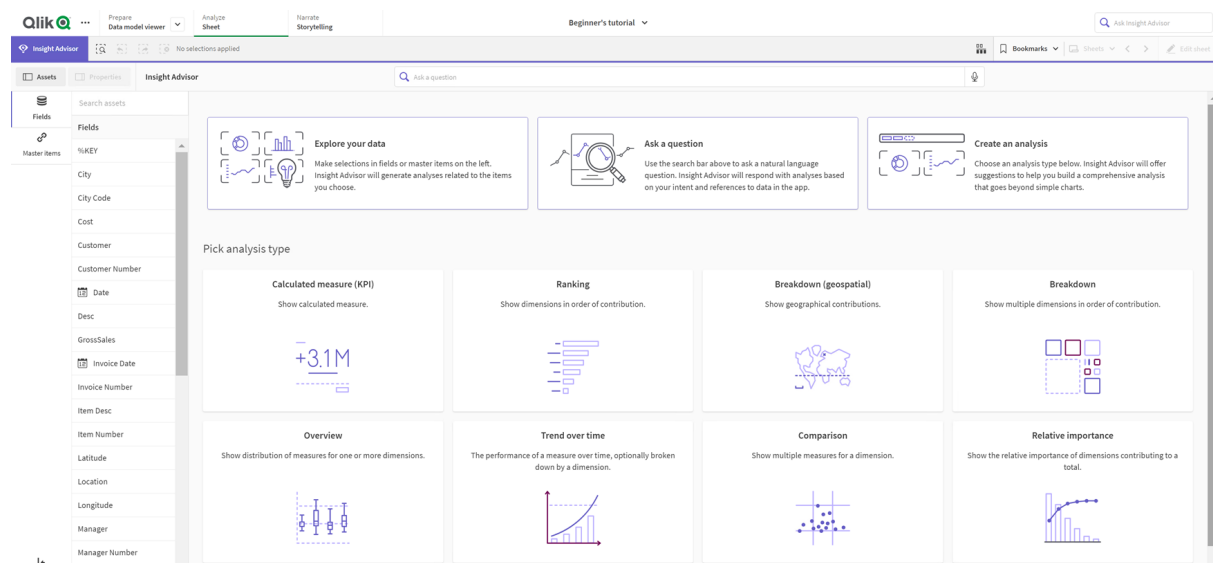 Qlik
Prepare
Data model viewer
Analyze
Sheet
Narrate
Storytelling
Beginner's tutorial
Ask Insight Advisor
Insight Advisor
No selections applied
Bookmarks
Sheets
Edit sheet
Assets
Properties
Insight Advisor
Ask a question
Fields
Master items
Search assets
Fields
%KEY
City
City Code
Cost
Customer
Customer Number
Date
Desc
GrossSales
Invoice Date
Invoice Number
Item Desc
Item Number
Latitude
Location
Longitude
Manager
Manager Number
Explore your data
Make selections in fields or master items on the left.
Insight Advisor will generate analyses related to the items
you choose.
Ask a question
Use the search bar above to ask a natural language
question. Insight Advisor will respond with analyses based
on your intent and references to data in the app.
Create an analysis
Choose an analysis type below. Insight Advisor will offer
suggestions to help you build a comprehensive analysis
that goes beyond simple charts.
Pick analysis type
Calculated measure (KPI)
Show calculated measure.
+3.1M
Ranking
Show dimensions in order of contribution.
Breakdown (geospatial)
Show geographical contributions.
Breakdown
Show multiple dimensions in order of contribution.
Overview
Show distribution of measures for one or more dimensions.
Trend over time
The performance of a measure over time, optionally broken
down by a dimension.
Comparison
Show multiple measures for a dimension.
Relative importance
Show the relative importance of dimensions contributing to a
total.